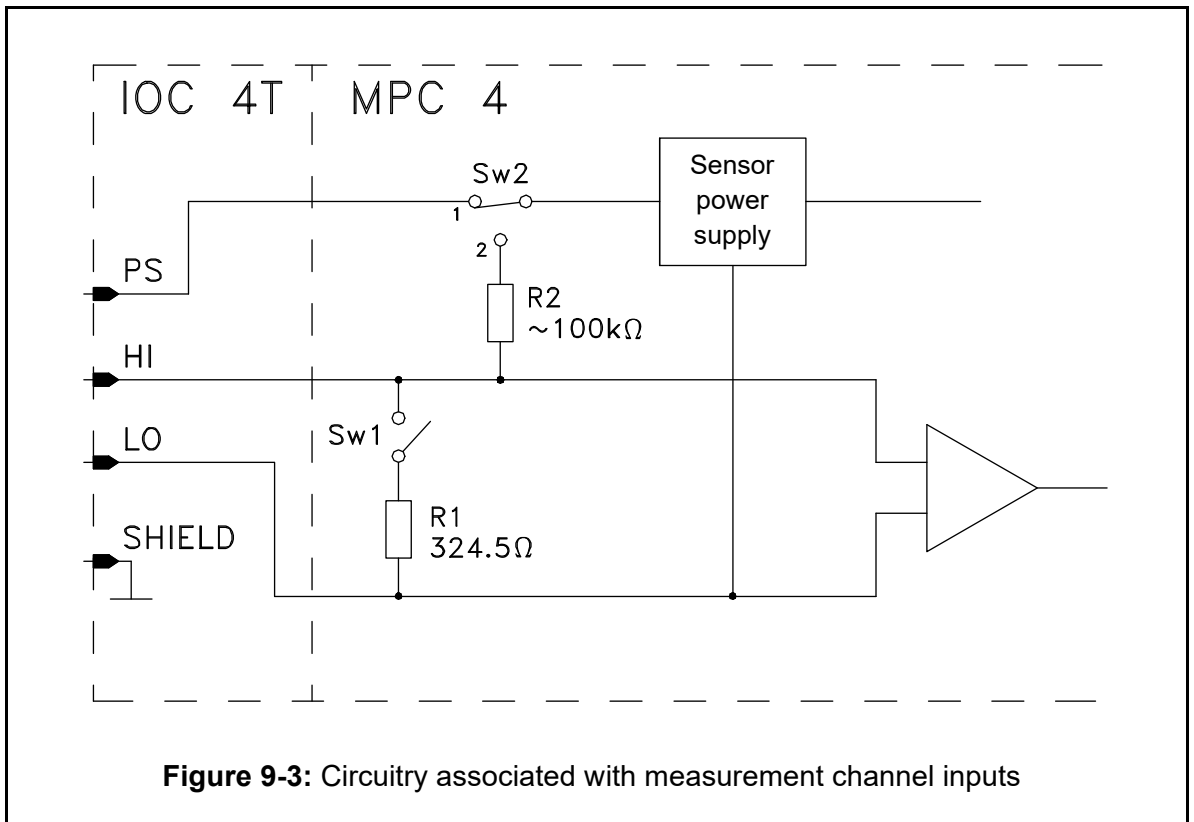 IOC 4T
MPC 4
Sw2
1
2
Sensor
power
supply
PS
R2
~100kΩ
HI
LO
Sw1
R1
324.5Ω
SHIELD
Figure 9-3: Circuitry associated with measurement channel inputs